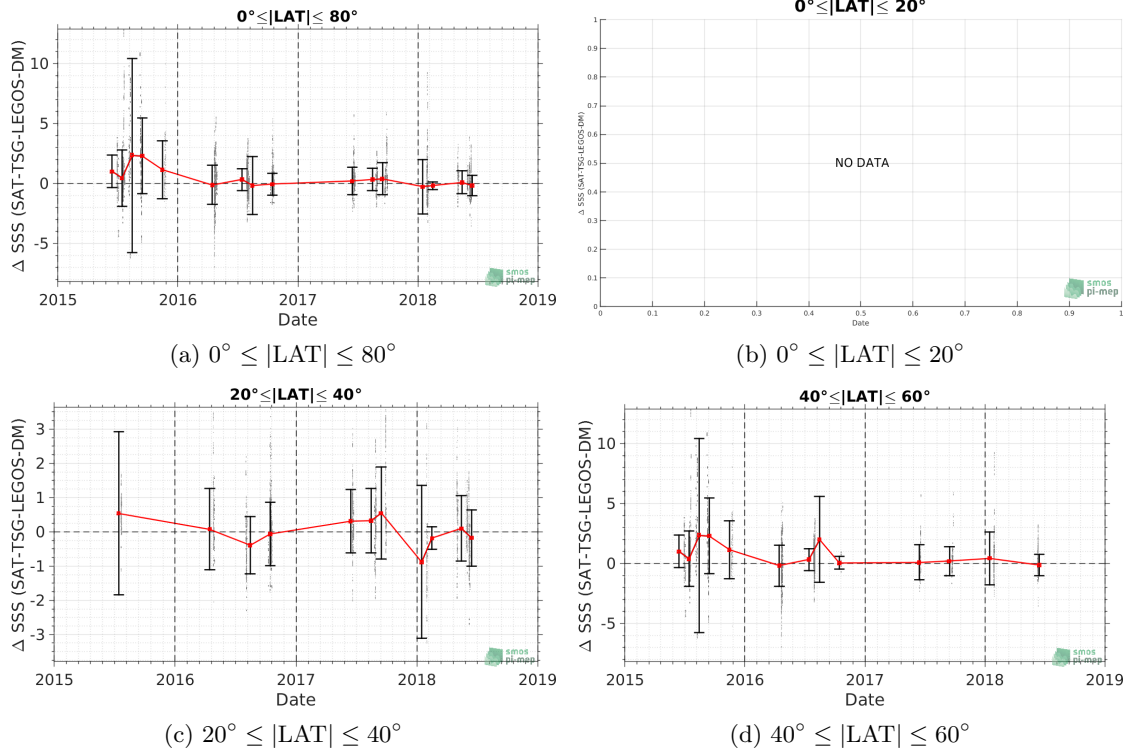 0°≤|LAT|≤ 80°
Δ SSS (SAT-TSG-LEGOS-DM)
10
5
0
-5
2015 2016 2017 2018 2019
Date
smos
pi-mep
(a) 0° ≤ |LAT| ≤ 80°
0°≤|LAT|≤ 20°
Δ SSS (SAT-TSG-LEGOS-DM)
1
0.9
0.8
0.7
0.6
0.5
0.4
0.3
0.2
0.1
0
NO DATA
0 0.1 0.2 0.3 0.4 0.5 0.6 0.7 0.8 0.9 1
Date
smos
pi-mep
(b) 0° ≤ |LAT| ≤ 20°
20°≤|LAT|≤ 40°
Δ SSS (SAT-TSG-LEGOS-DM)
3
2
1
0
-1
-2
-3
2015 2016 2017 2018 2019
Date
smos
pi-mep
(c) 20° ≤ |LAT| ≤ 40°
40°≤|LAT|≤ 60°
Δ SSS (SAT-TSG-LEGOS-DM)
10
5
0
-5
2015 2016 2017 2018 2019
Date
smos
pi-mep
(d) 40° ≤ |LAT| ≤ 60°